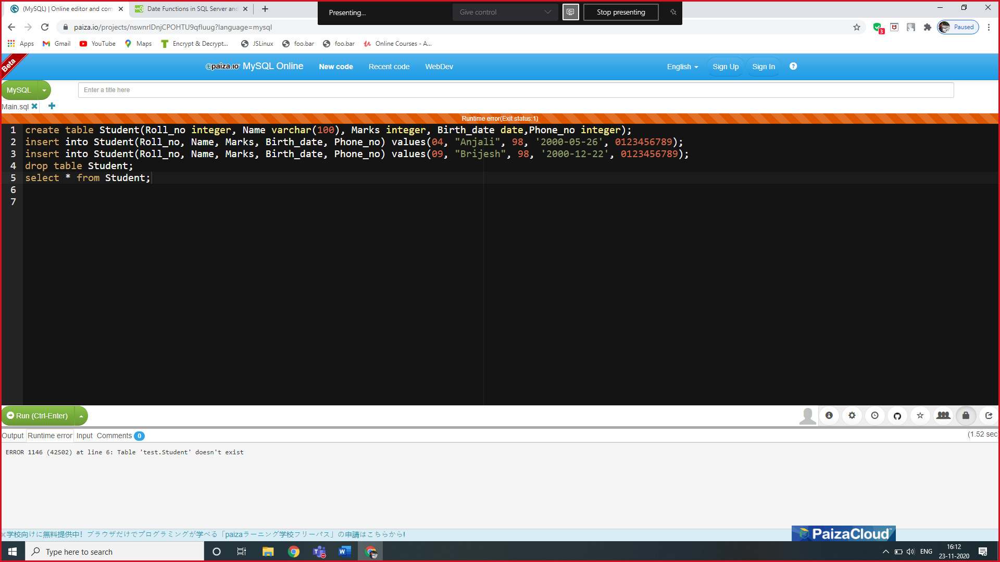 (MySQL) | Online editor and com
Date Functions in SQL Server and
Presenting...
Give control
Stop presenting
paiza.io/projects/nswnrIDnjCPOHTU9qfluug?language=mysql
3
Paused
Apps
Gmail
YouTube
Maps
Encrypt & Decrypt...
JSLinux
foo.bar
foo.bar
Online Courses - A...
Beta
paiza.io MySQL Online
New code
Recent code
WebDev
English
Sign Up
Sign In
?
MySQL
Enter a title here
Main.sql
Runtime error(Exit status:1)
1 create table Student(Roll_no integer, Name varchar(100), Marks integer, Birth_date date,Phone_no integer);
2 insert into Student(Roll_no, Name, Marks, Birth_date, Phone_no) values(04, "Anjali", 98, '2000-05-26', 0123456789);
3 insert into Student(Roll_no, Name, Marks, Birth_date, Phone_no) values(09, "Brijesh", 98, '2000-12-22', 0123456789);
4 drop table Student;
5 select * from Student;
6
7
Run (Ctrl-Enter)
Output
Runtime error
Input
Comments 0
(1.52 sec
ERROR 1146 (42S02) at line 6: Table 'test.Student' doesn't exist
学校向けに無料提供中! ブラウザだけでプログラミングが学べる「paizaラーニング学校フリーパス」の申請はこちらから!
PaizaCloud
Type here to search
ENG
16:12
23-11-2020